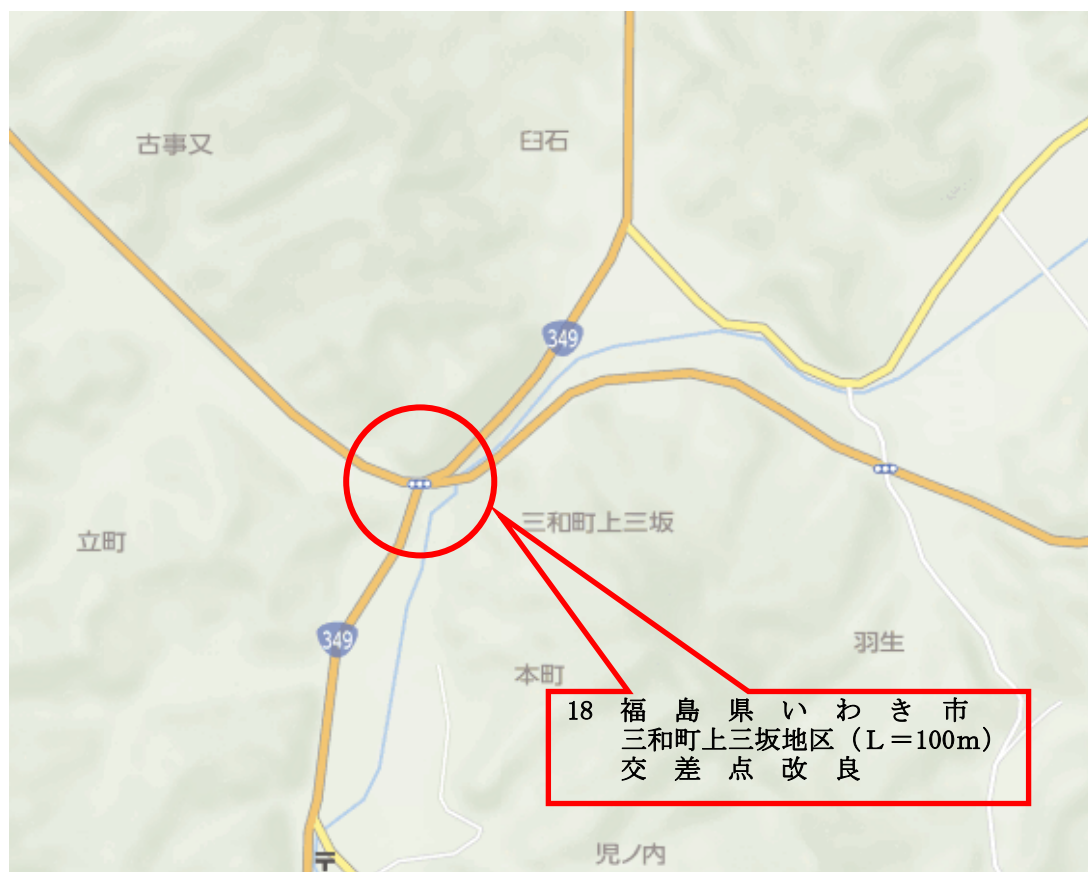 古事又
臼石
349
三和町上三坂
立町
349
羽生
本町
18 福島県いわき市
三和町上三坂地区（L＝100m）
交差点改良
児ノ内
〒